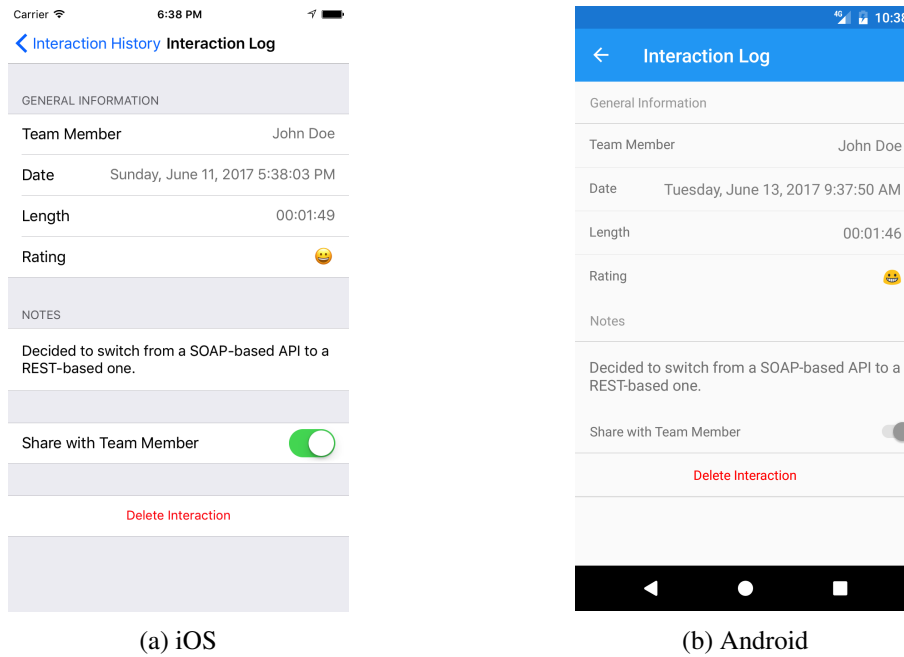 Carrier 6:38 PM
Interaction History Interaction Log
GENERAL INFORMATION
Team Member John Doe
Date Sunday, June 11, 2017 5:38:03 PM
Length 00:01:49
Rating
NOTES
Decided to switch from a SOAP-based API to a
REST-based one.
Share with Team Member
Delete Interaction
(a) iOS
4G 10:38
Interaction Log
General Information
Team Member John Doe
Date Tuesday, June 13, 2017 9:37:50 AM
Length 00:01:46
Rating
Notes
Decided to switch from a SOAP-based API to a
REST-based one.
Share with Team Member
Delete Interaction
(b) Android